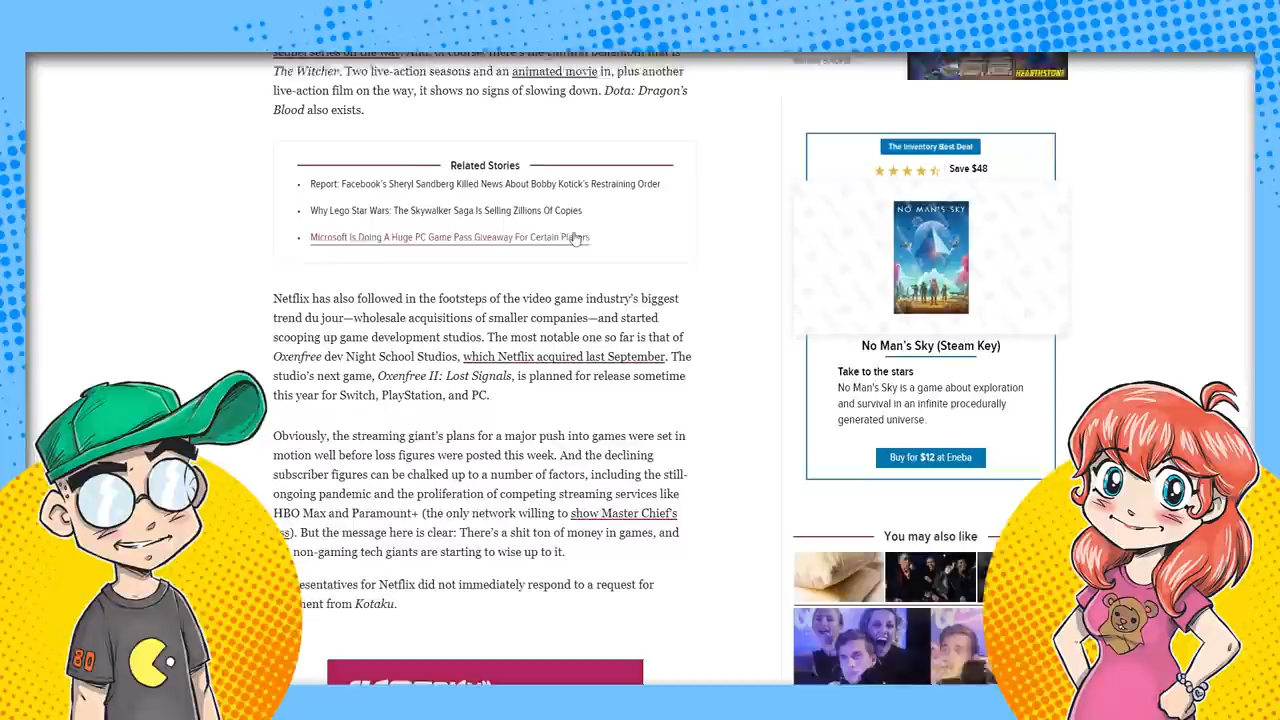 The Witcher. Two live-action seasons and an animated movie in, plus another
live-action film on the way, it shows no signs of slowing down. Dota: Dragon's
Blood also exists.
Related Stories
Report: Facebook's Sheryl Sandberg Killed News About Bobby Kotick's Restraining Order
Why Lego Star Wars: The Skywalker Saga Is Selling Zillions Of Copies
Microsoft Is Doing A Huge PC Game Pass Giveaway For Certain Players
Netflix has also followed in the footsteps of the video game industry's biggest
trend du jour—wholesale acquisitions of smaller companies—and started
scooping up game development studios. The most notable one so far is that of
Oxenfree dev Night School Studios, which Netflix acquired last September. The
studio's next game, Oxenfree II: Lost Signals, is planned for release sometime
this year for Switch, PlayStation, and PC.
Obviously, the streaming giant's plans for a major push into games were set in
motion well before loss figures were posted this week. And the declining
subscriber figures can be chalked up to a number of factors, including the still-
ongoing pandemic and the proliferation of competing streaming services like
HBO Max and Paramount+ (the only network willing to show Master Chief's
). But the message here is clear: There's a shit ton of money in games, and
non-gaming tech giants are starting to wise up to it.
esentatives for Netflix did not immediately respond to a request for
ent from Kotaku.
HEARTHSTONE
The Inventory Best Deal
Save $48
NO MAN'S SKY
No Man's Sky (Steam Key)
Take to the stars
No Man's Sky is a game about exploration
and survival in an infinite procedurally
generated universe.
Buy for $12 at Eneba
You may also like
80